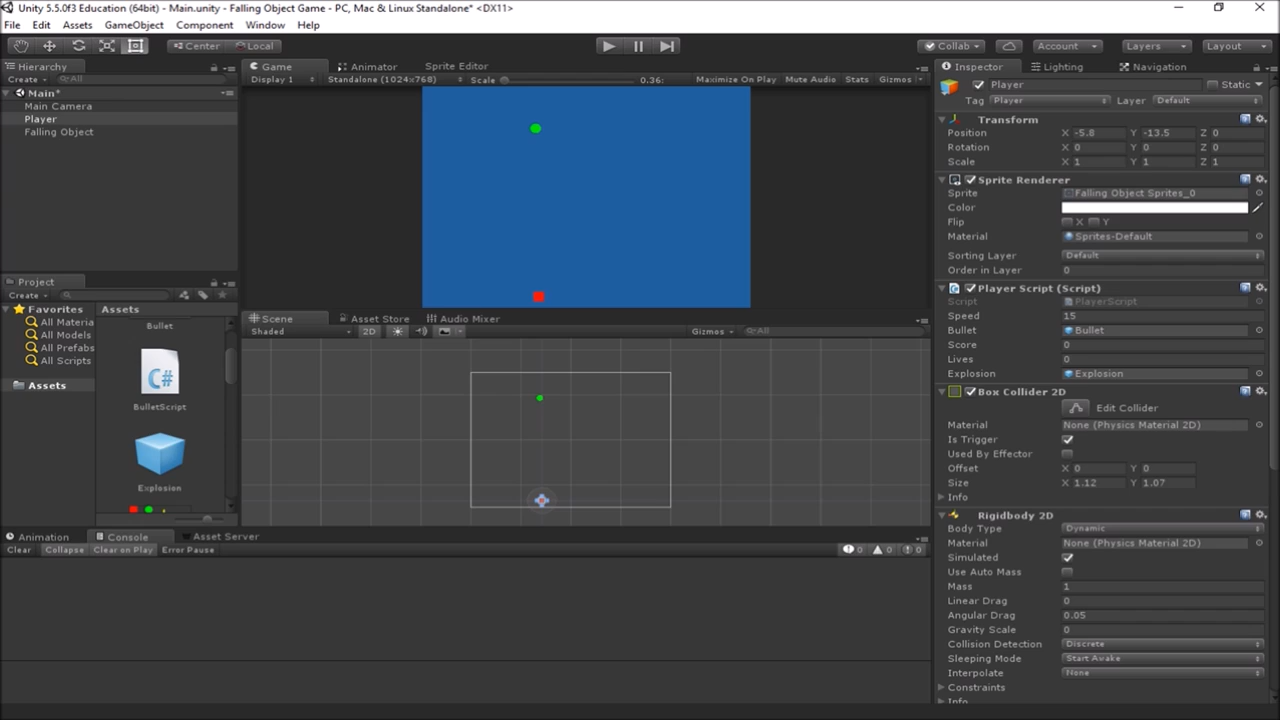 Unity 5.5.0f3 Education (64bit) - Main.unity - Falling Object Game - PC, Mac & Linux Standalone* <DX11>
File Edit Assets GameObject Component Window Help
Center Local Collab Account Layers Layout
Hierarchy
Create All
Main*
Main Camera
Player
Falling Object
Project
Create
Favorites
All Materia
All Models
All Prefabs
All Scripts
Assets
Assets
Bullet
C#
BulletScript
Explosion
Game Animator Sprite Editor
Display 1 Standalone (1024x768) Scale 0.36: Maximize On Play Mute Audio Stats Gizmos
Scene Asset Store Audio Mixer
Shaded 2D Gizmos All
Animation Console Asset Server
Clear Collapse Clear on Play Error Pause 0 0 0
Inspector Lighting Navigation
Player Static
Tag Player Layer Default
Transform
Position X -5.8 Y -13.5 Z 0
Rotation X 0 Y 0 Z 0
Scale X 1 Y 1 Z 1
Sprite Renderer
Sprite Falling Object Sprites_0
Color
Flip X Y
Material Sprites-Default
Sorting Layer Default
Order in Layer 0
Player Script (Script)
Script PlayerScript
Speed 15
Bullet Bullet
Score 0
Lives 0
Explosion Explosion
Box Collider 2D
Edit Collider
Material None (Physics Material 2D)
Is Trigger
Used By Effector
Offset X 0 Y 0
Size X 1.12 Y 1.07
Info
Rigidbody 2D
Body Type Dynamic
Material None (Physics Material 2D)
Simulated
Use Auto Mass
Mass 1
Linear Drag 0
Angular Drag 0.05
Gravity Scale 0
Collision Detection Discrete
Sleeping Mode Start Awake
Interpolate None
Constraints
Info